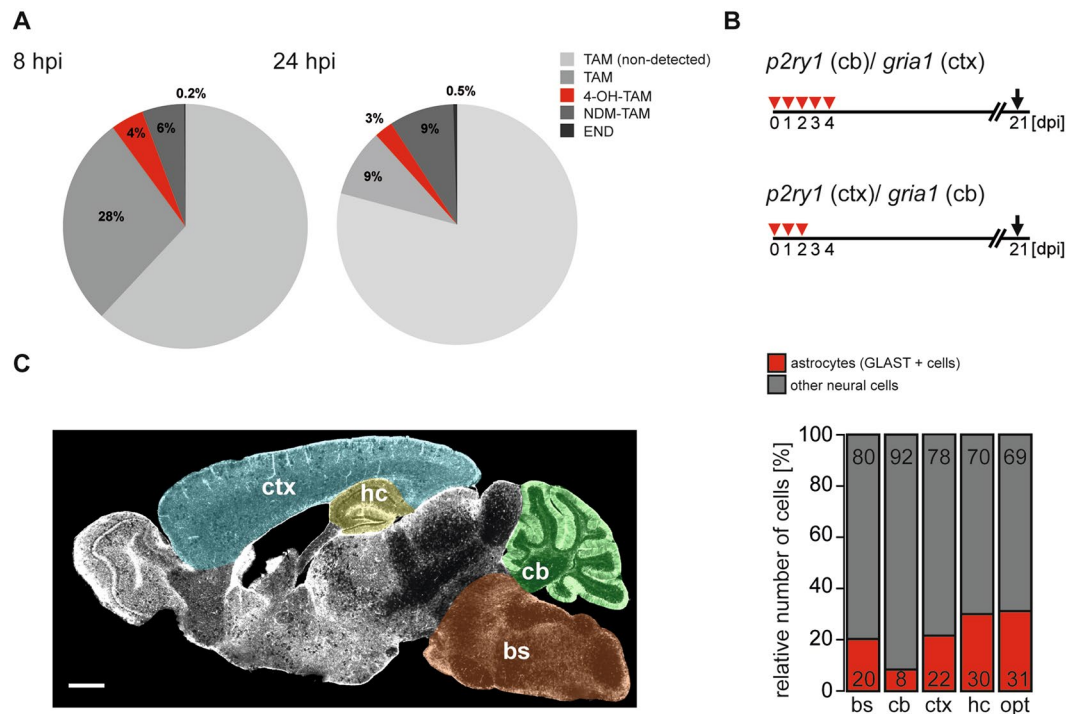 A
8 hpi
24 hpi
0.2%
4%
6%
28%
0.5%
3%
9%
9%
TAM (non-detected)
TAM
4-OH-TAM
NDM-TAM
END
B
p2ry1 (cb)/ gria1 (ctx)
0 1 2 3 4 21 [dpi]
p2ry1 (ctx)/ gria1 (cb)
0 1 2 3 4 21 [dpi]
C
ctx
hc
cb
bs
astrocytes (GLAST + cells)
other neural cells
relative number of cells [%]
100
80
60
40
20
0
80 92 78 70 69
20 8 22 30 31
bs cb ctx hc opt